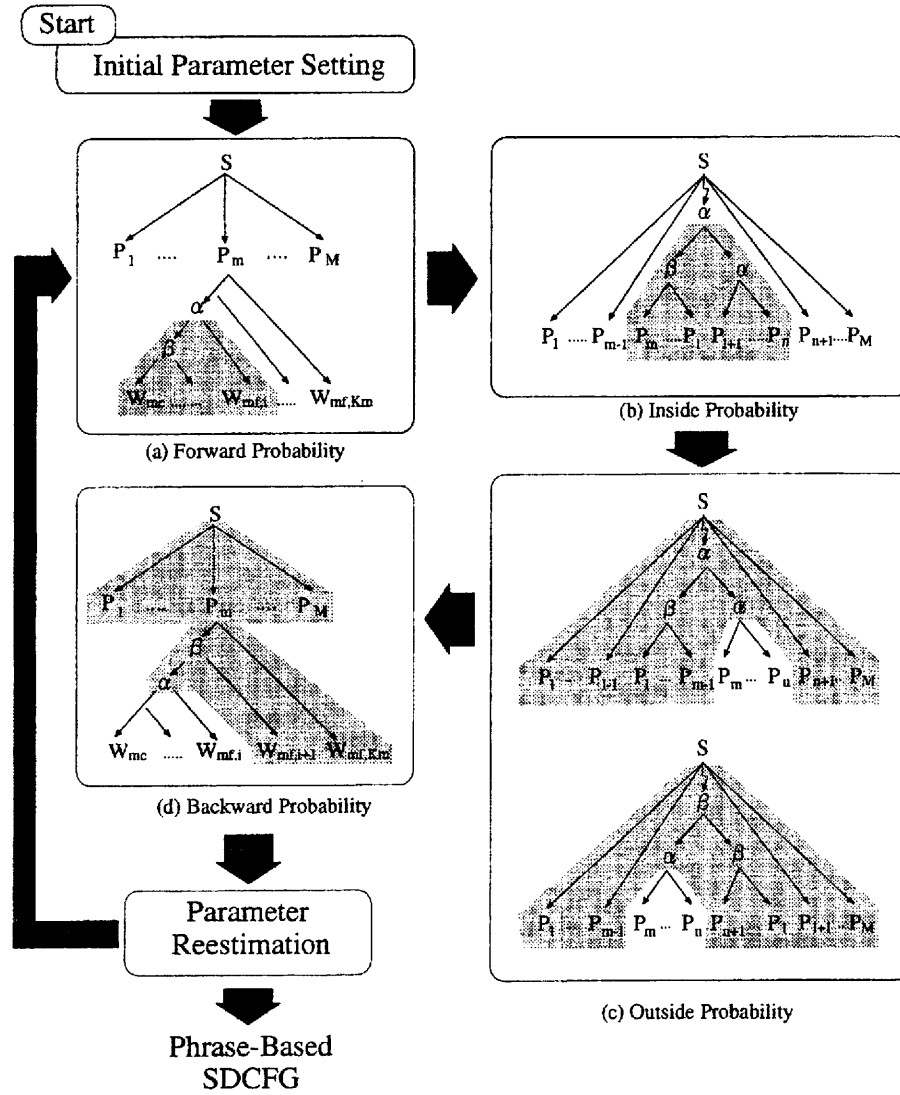 Start
Initial Parameter Setting
S
P1 .... Pm .... PM
α
β
Wmc ........ Wmf,i ..... Wmf,Km
(a) Forward Probability
S
α
β α
P1 .... Pm-1 Pm ....Pl Pl+1 ....Pn Pn+1...PM
(b) Inside Probability
S
α
β α
Pl-1 Pm-1 Pm ... Pn Pn+1 PM
S
β
α β
P1 Pm-1 Pm ... Pn Pn+1 Pl Pl+1 ... PM
(c) Outside Probability
S
P1 ..... Pm ..... PM
β
α
Wmc ..... Wmf,i Wmf,i+1 Wmf,Km
(d) Backward Probability
Parameter
Reestimation
Phrase-Based
SDCFG